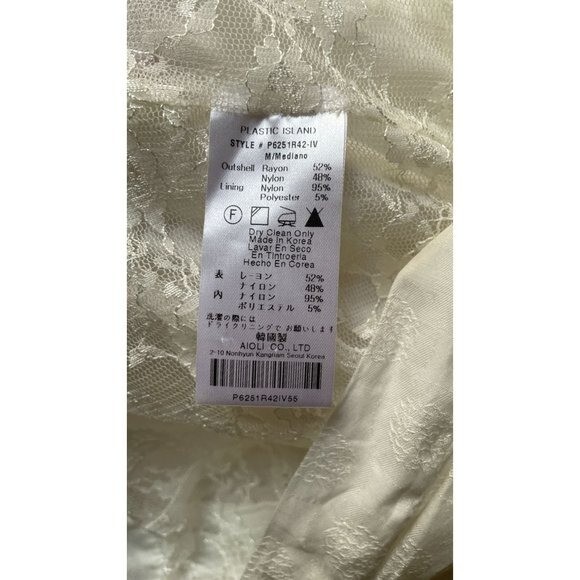 PLASTIC ISLAND
STYLE # P6251R42-IV
M/Mediano
Outshell Rayon 52%
Nylon 48%
Lining Nylon 95%
Polyester 5%
F
Dry Clean Only
Made In Korea
Lavar En Seco
En Tintroeria
Hecho En Corea
表 レーヨン 52%
ナイロン 48%
内 ナイロン 95%
ポリエステル 5%
洗濯の際には
ドライクリニングで お願いします
韓國製
AIOLI CO., LTD
2-10 Nonhyun Kangnam Seoul Korea
P6251R42IV55